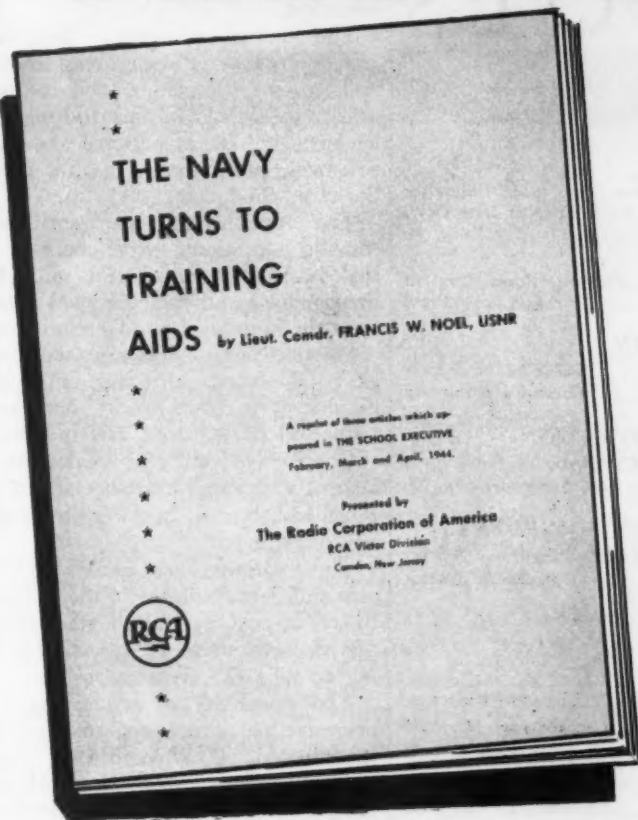 THE NAVY
TURNS TO
TRAINING
AIDS by Lieut. Comdr. FRANCIS W. NOEL, USNR
A reprint of three articles which ap-
peared in THE SCHOOL EXECUTIVE
February, March and April, 1944.
Presented by
The Radio Corporation of America
RCA Victor Division
Camden, New Jersey
RCA